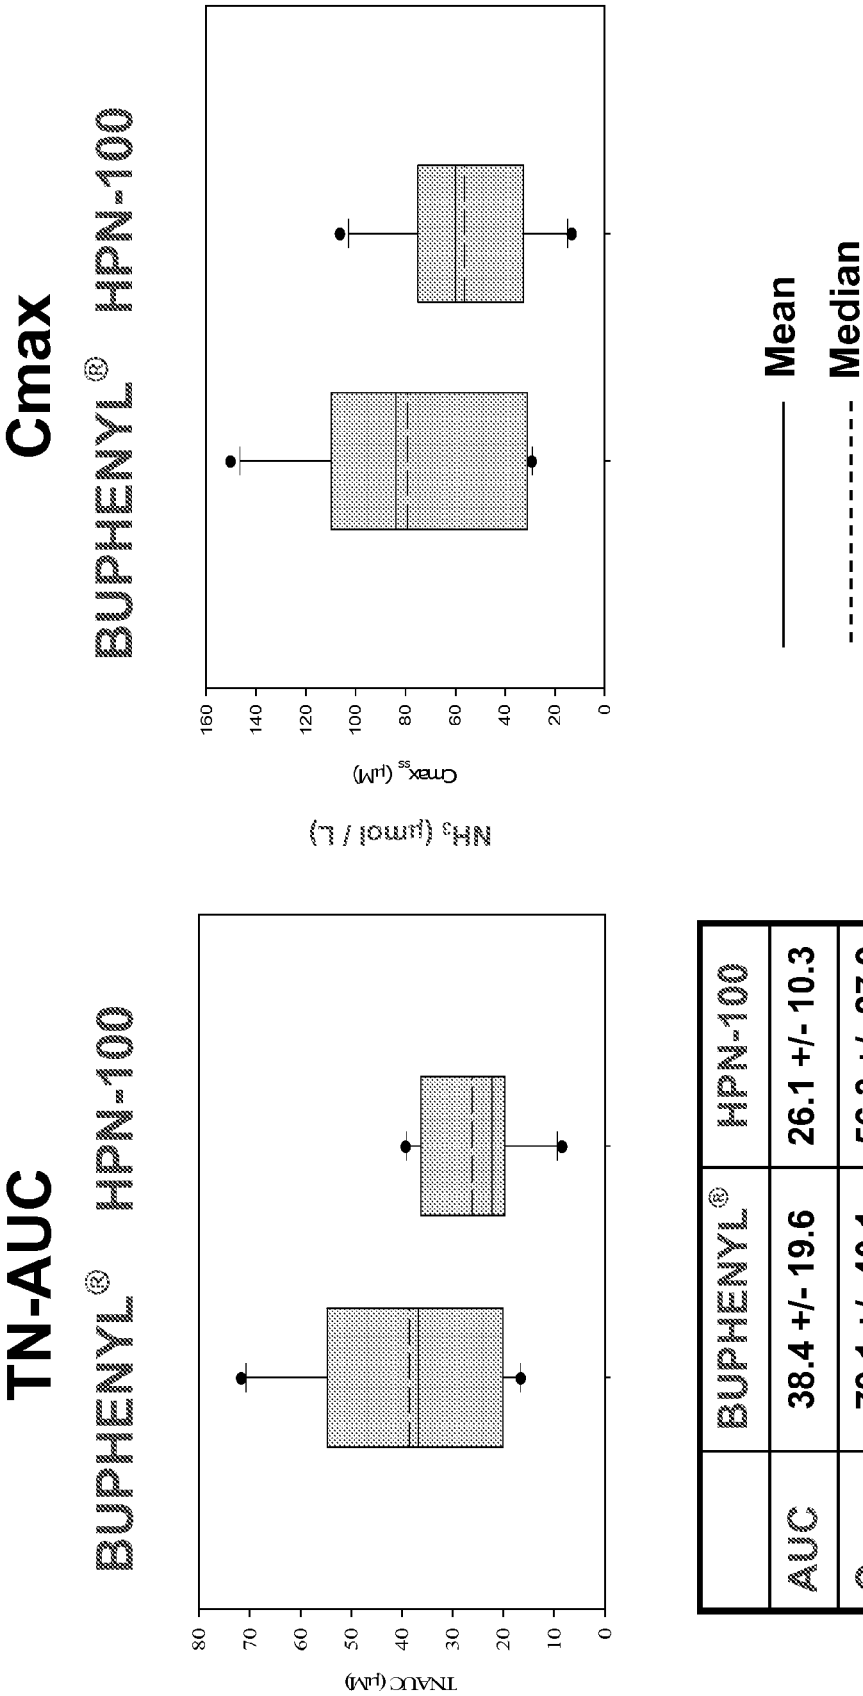 TN-AUC
BUPHENYL® HPN-100
80
70
60
50
40
30
20
10
0
TNAUC (µM)
Cmax
BUPHENYL® HPN-100
160
140
120
100
80
60
40
20
0
Cmax ss (µM)
NH₃ (µmol / L)
BUPHENYL® HPN-100
AUC 38.4 +/- 19.6 26.1 +/- 10.3
Mean
Median